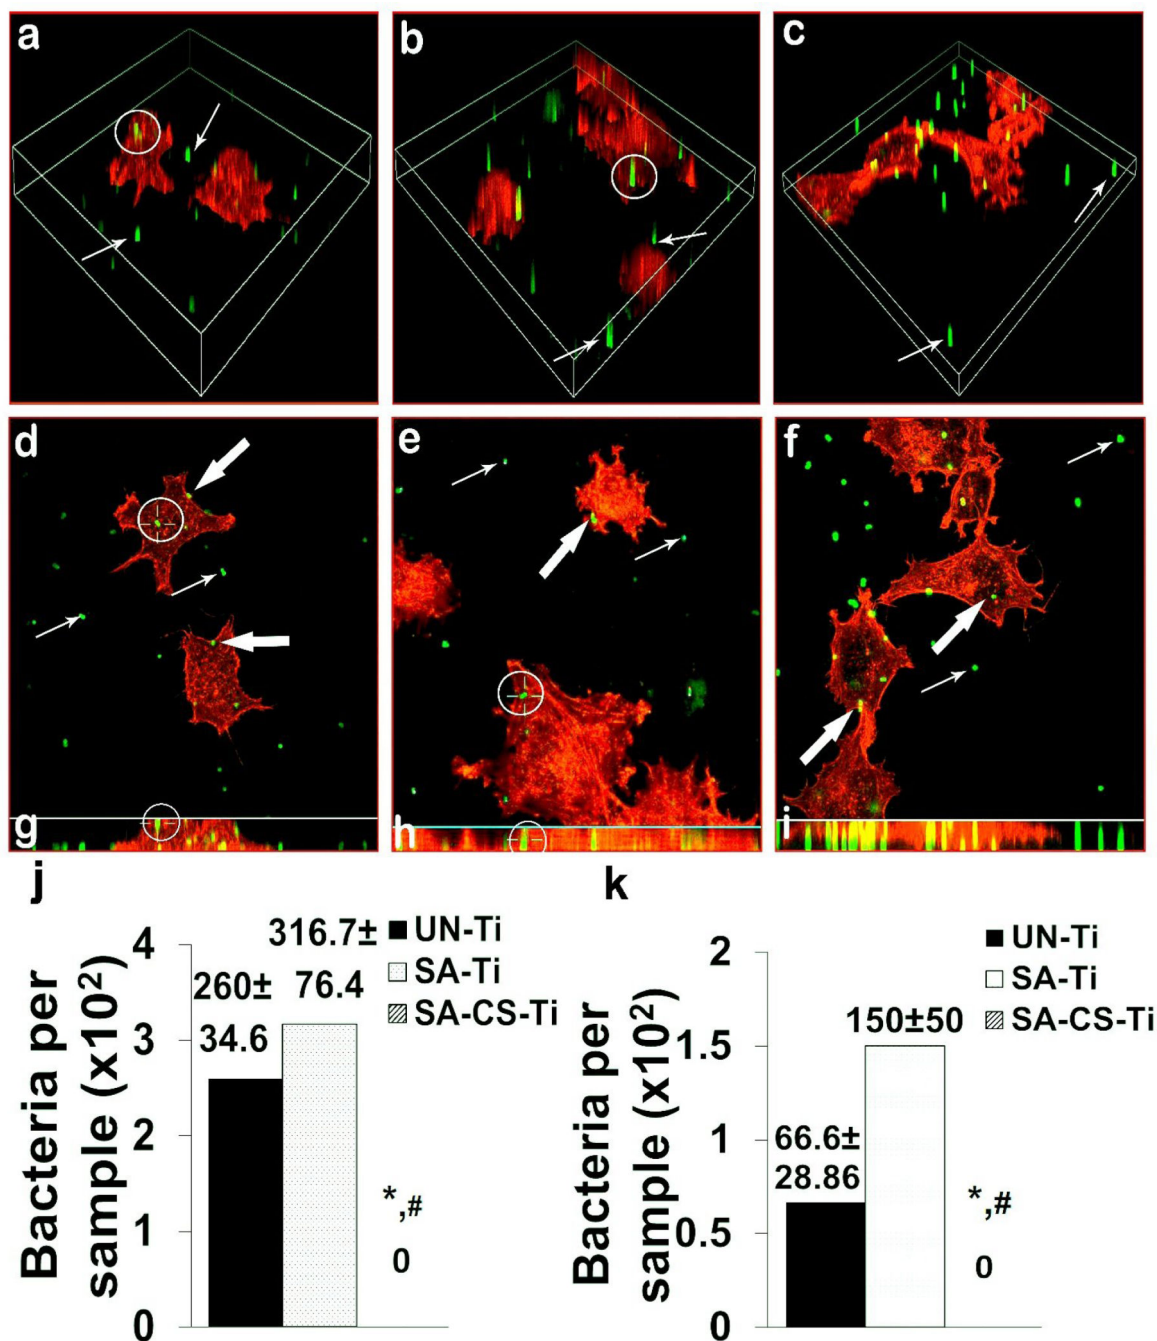 a
b
c
d
e
f
g
h
i
j
k
Bacteria per
sample (x10²)
4
3
2
1
0
260±
34.6
316.7±
76.4
*,#
0
UN-Ti
SA-Ti
SA-CS-Ti
Bacteria per
sample (x10²)
2
1.5
1
0.5
0
66.6±
28.86
150±50
*,#
0
UN-Ti
SA-Ti
SA-CS-Ti